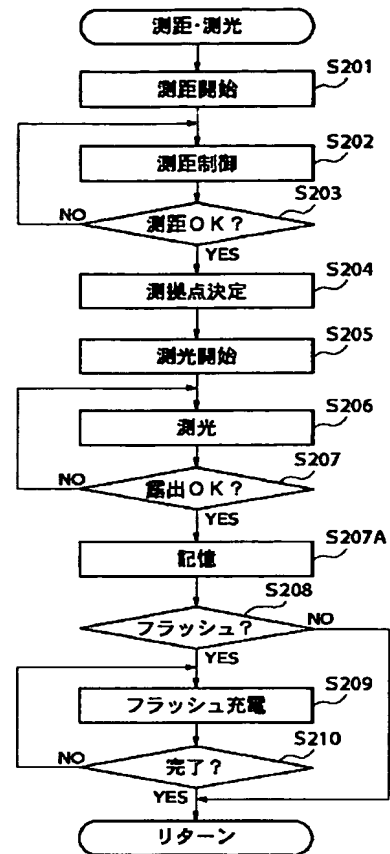 測距・測光
S201
測距開始
S202
測距制御
S203
測距OK?
NO
YES
S204
測拠点決定
S205
測光開始
S206
測光
S207
露出OK?
NO
YES
S207A
記憶
S208
フラッシュ?
NO
YES
S209
フラッシュ充電
S210
完了?
NO
YES
リターン